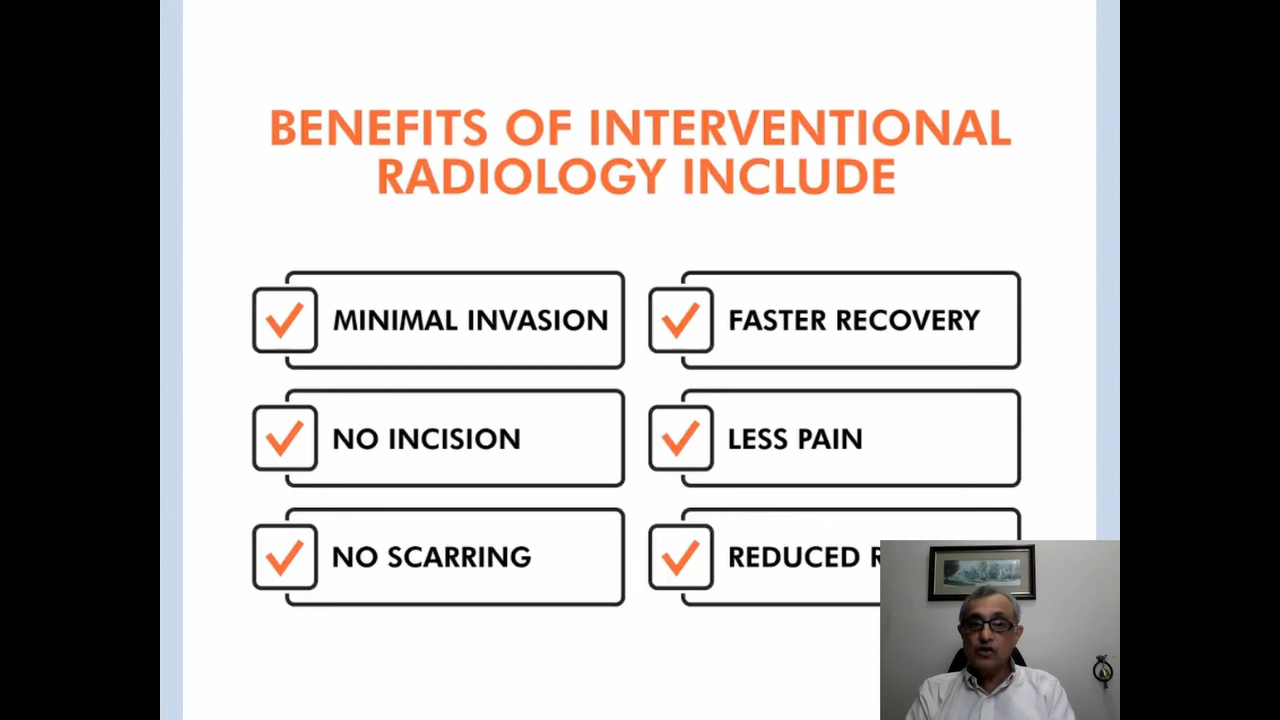 BENEFITS OF INTERVENTIONAL
RADIOLOGY INCLUDE
MINIMAL INVASION
FASTER RECOVERY
NO INCISION
LESS PAIN
NO SCARRING
REDUCED